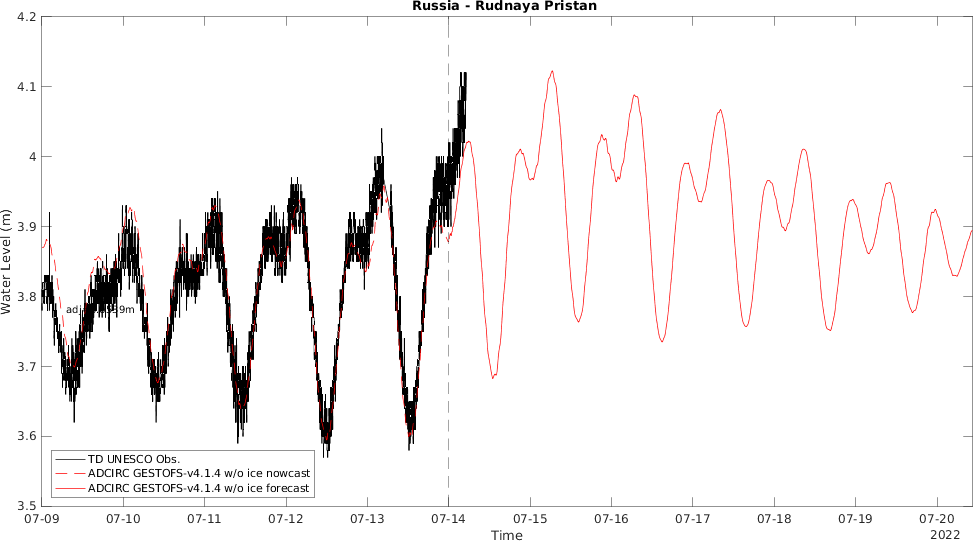 Russia - Rudnaya Pristan
4.2
4.1
4
3.9
3.8
3.7
3.6
3.5
Water Level (m)
TD UNESCO Obs.
ADCIRC GESTOFS-v4.1.4 w/o ice nowcast
ADCIRC GESTOFS-v4.1.4 w/o ice forecast
07-09 07-10 07-11 07-12 07-13 07-14 07-15 07-16 07-17 07-18 07-19 07-20
Time
2022